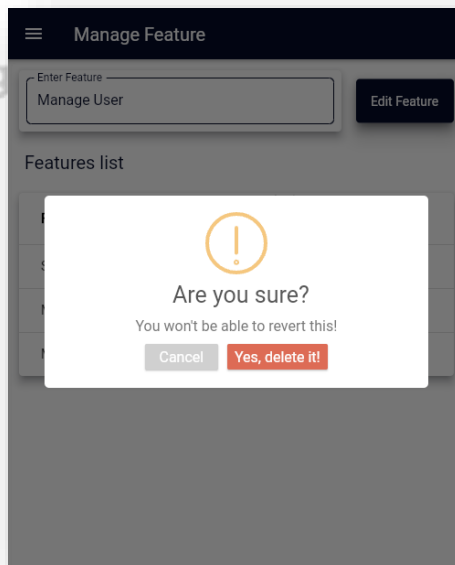 Manage Feature
Enter Feature
Manage User
Edit Feature
Features list
Are you sure?
You won't be able to revert this!
Cancel
Yes, delete it!